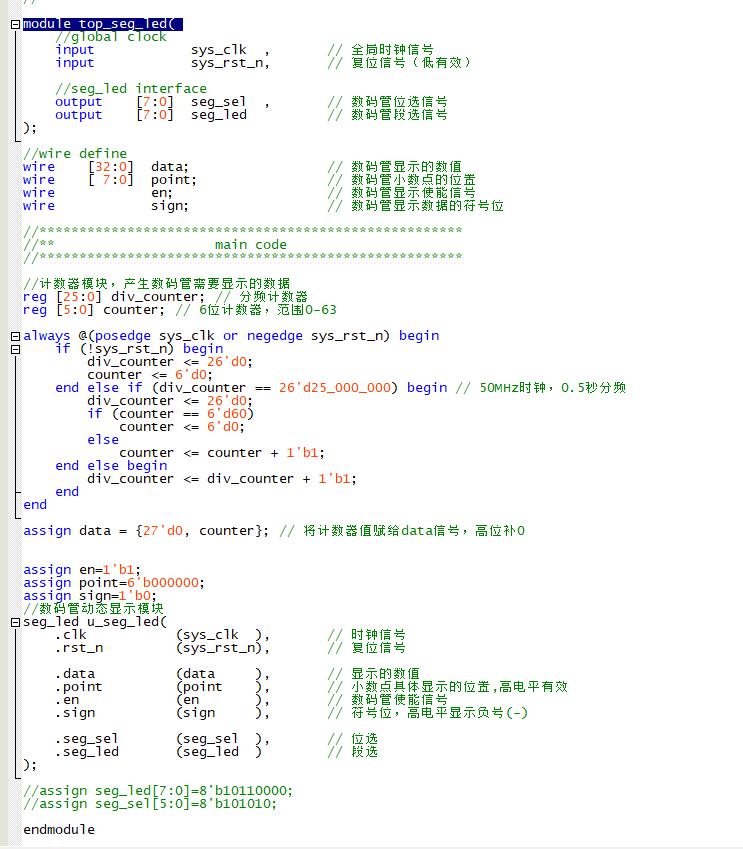 //
module top_seg_led(
    //global clock
    input            sys_clk  ,       // 全局时钟信号
    input            sys_rst_n,       // 复位信号（低有效）
    //seg_led interface
    output    [7:0]  seg_sel  ,       // 数码管位选信号
    output    [7:0]  seg_led          // 数码管段选信号
);
//wire define
wire    [32:0]  data;                 // 数码管显示的数值
wire    [ 7:0]  point;                // 数码管小数点的位置
wire            en;                   // 数码管显示使能信号
wire            sign;                 // 数码管显示数据的符号位
//*****************************************************
//**                    main code
//*****************************************************
//计数器模块，产生数码管需要显示的数据
reg [25:0] div_counter; // 分频计数器
reg [5:0] counter; // 6位计数器，范围0-63
always @(posedge sys_clk or negedge sys_rst_n) begin
    if (!sys_rst_n) begin
        div_counter <= 26'd0;
        counter <= 6'd0;
    end else if (div_counter == 26'd25_000_000) begin // 50MHz时钟，0.5秒分频
        div_counter <= 26'd0;
        if (counter == 6'd60)
            counter <= 6'd0;
        else
            counter <= counter + 1'b1;
    end else begin
        div_counter <= div_counter + 1'b1;
    end
end
assign data = {27'd0, counter}; // 将计数器值赋给data信号，高位补0
assign en=1'b1;
assign point=6'b000000;
assign sign=1'b0;
//数码管动态显示模块
seg_led u_seg_led(
    .clk           (sys_clk  ),       // 时钟信号
    .rst_n         (sys_rst_n),       // 复位信号
    .data          (data     ),       // 显示的数值
    .point         (point    ),       // 小数点具体显示的位置,高电平有效
    .en            (en       ),       // 数码管使能信号
    .sign          (sign     ),       // 符号位，高电平显示负号(-)
    .seg_sel       (seg_sel  ),       // 位选
    .seg_led       (seg_led  )        // 段选
);
//assign seg_led[7:0]=8'b10110000;
//assign seg_sel[5:0]=8'b101010;
endmodule